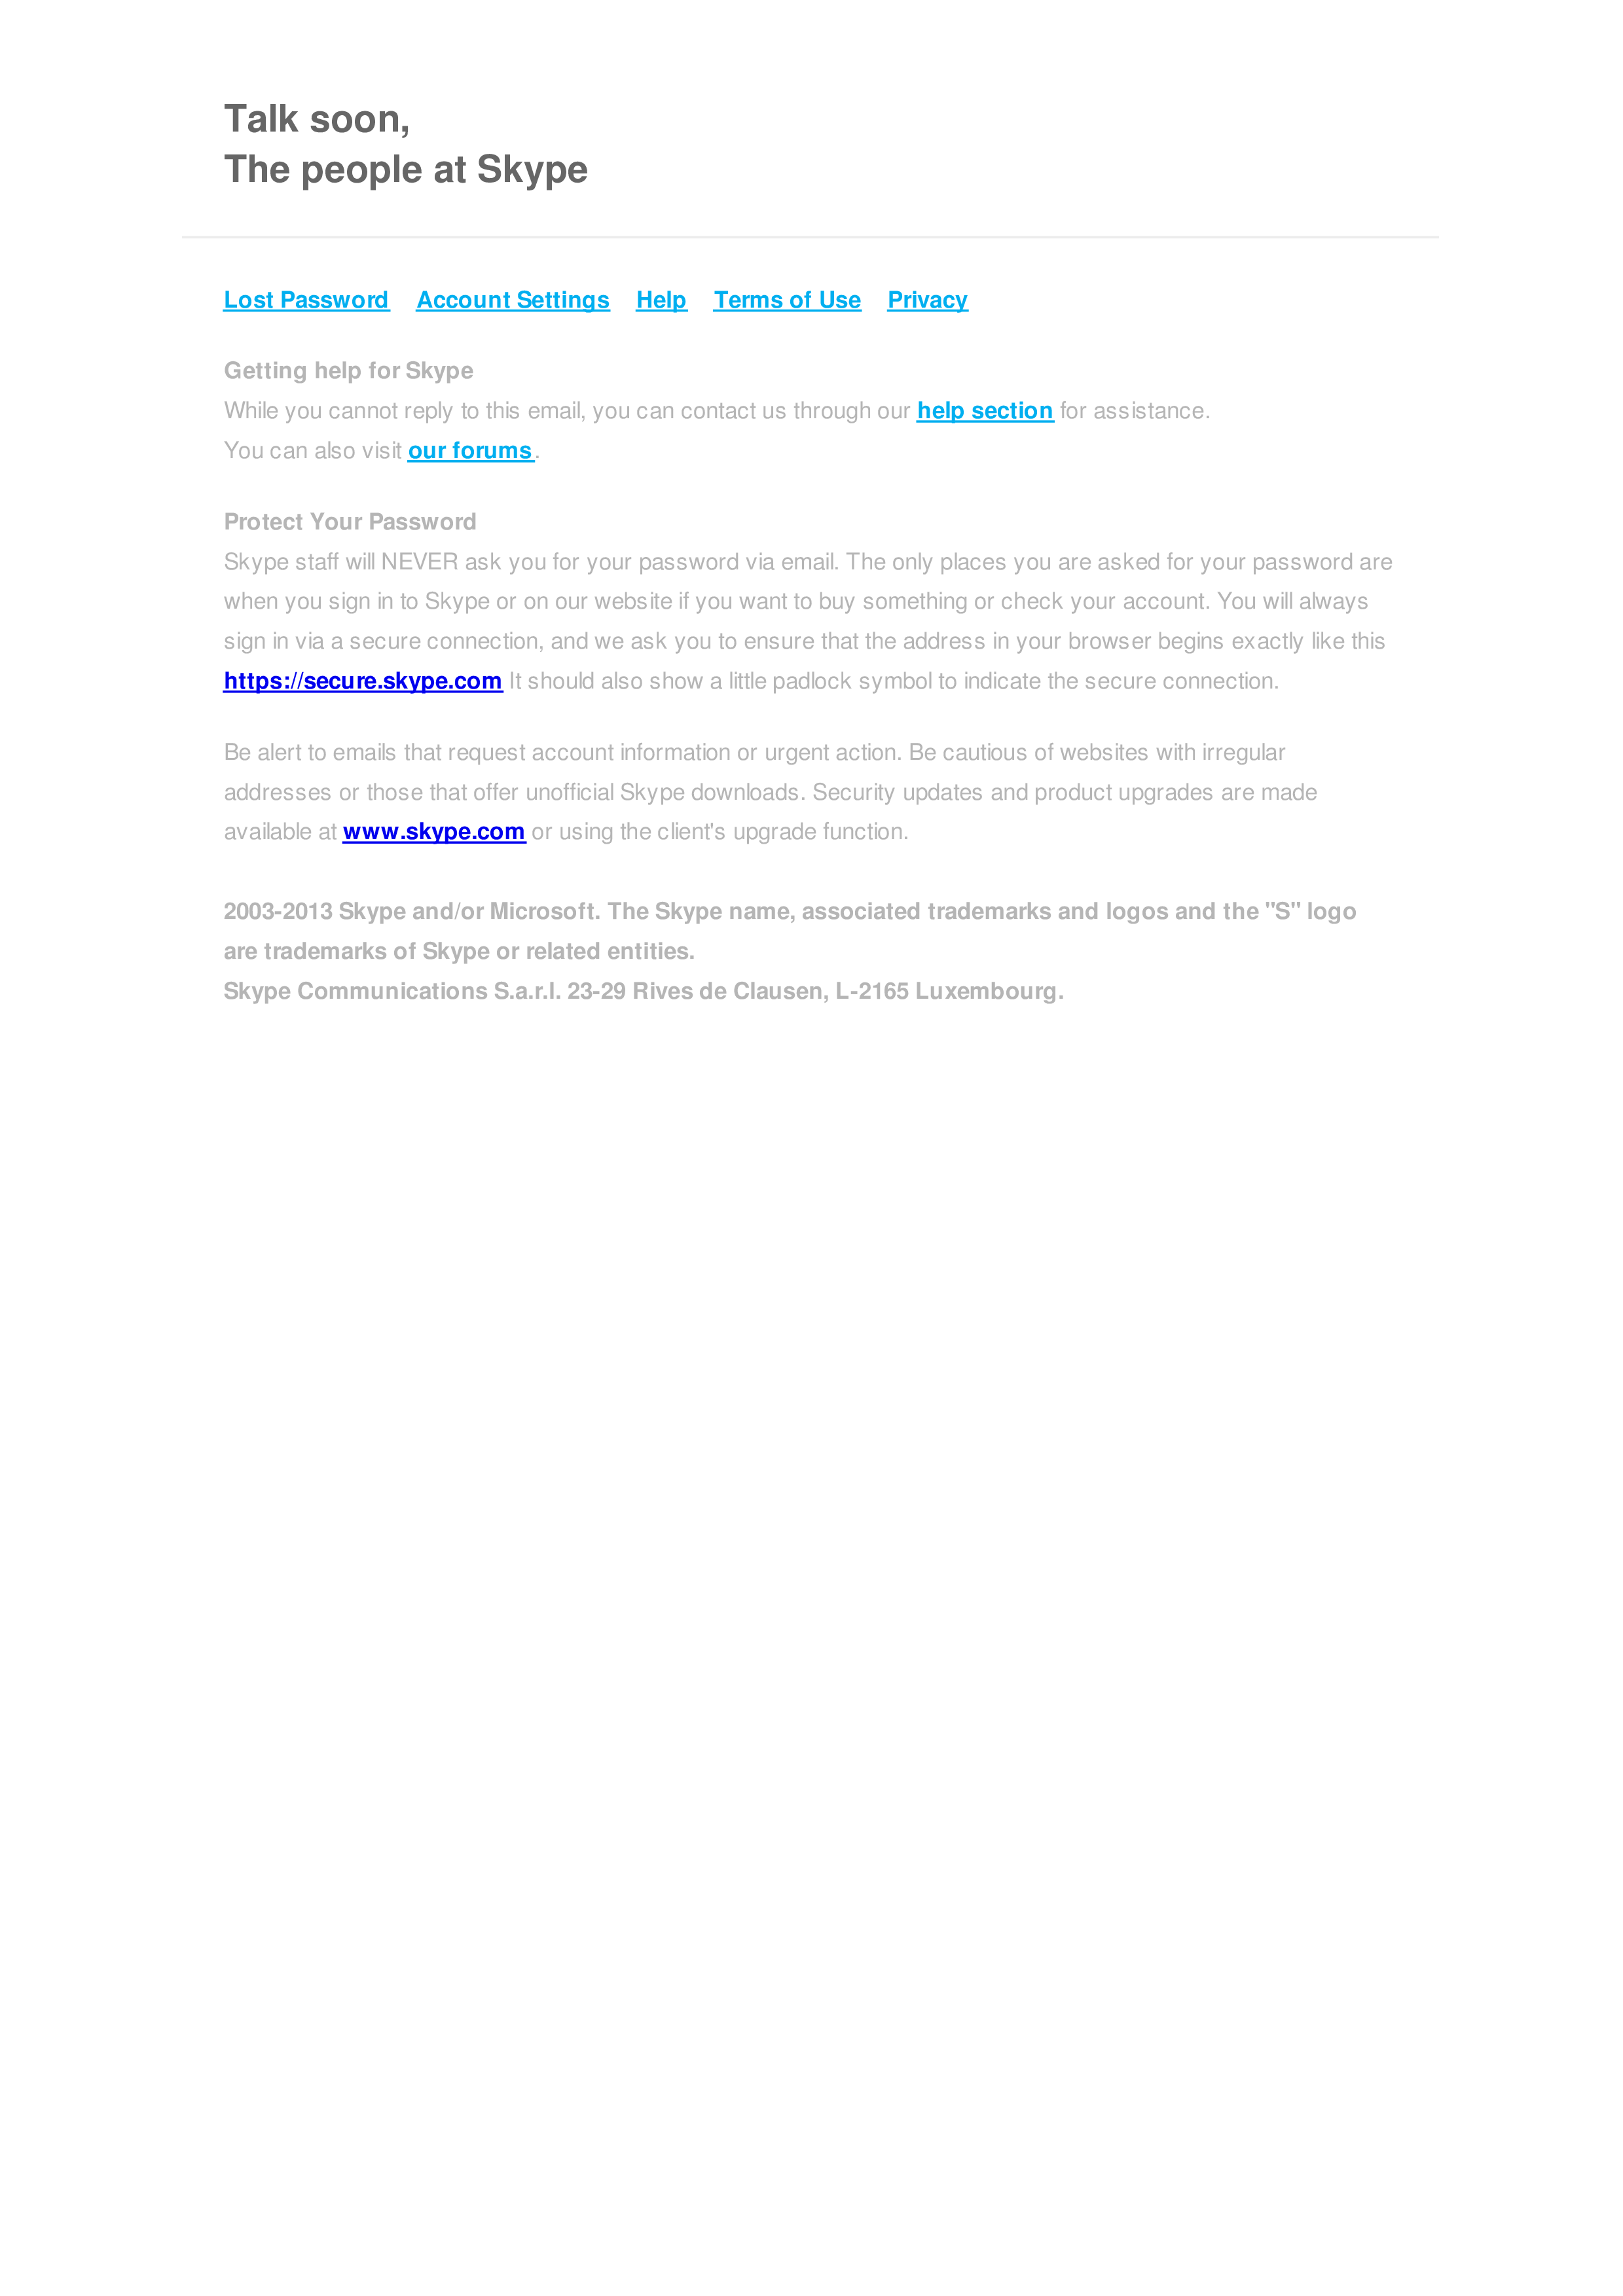 Talk soon,
The people at Skype
Lost Password Account Settings Help Terms of Use Privacy
Getting help for Skype
While you cannot reply to this email, you can contact us through our help section for assistance.
You can also visit our forums.
Protect Your Password
Skype staff will NEVER ask you for your password via email. The only places you are asked for your password are
when you sign in to Skype or on our website if you want to buy something or check your account. You will always
sign in via a secure connection, and we ask you to ensure that the address in your browser begins exactly like this
https://secure.skype.com It should also show a little padlock symbol to indicate the secure connection.
Be alert to emails that request account information or urgent action. Be cautious of websites with irregular
addresses or those that offer unofficial Skype downloads. Security updates and product upgrades are made
available at www.skype.com or using the client's upgrade function.
2003-2013 Skype and/or Microsoft. The Skype name, associated trademarks and logos and the "S" logo
are trademarks of Skype or related entities.
Skype Communications S.a.r.l. 23-29 Rives de Clausen, L-2165 Luxembourg.